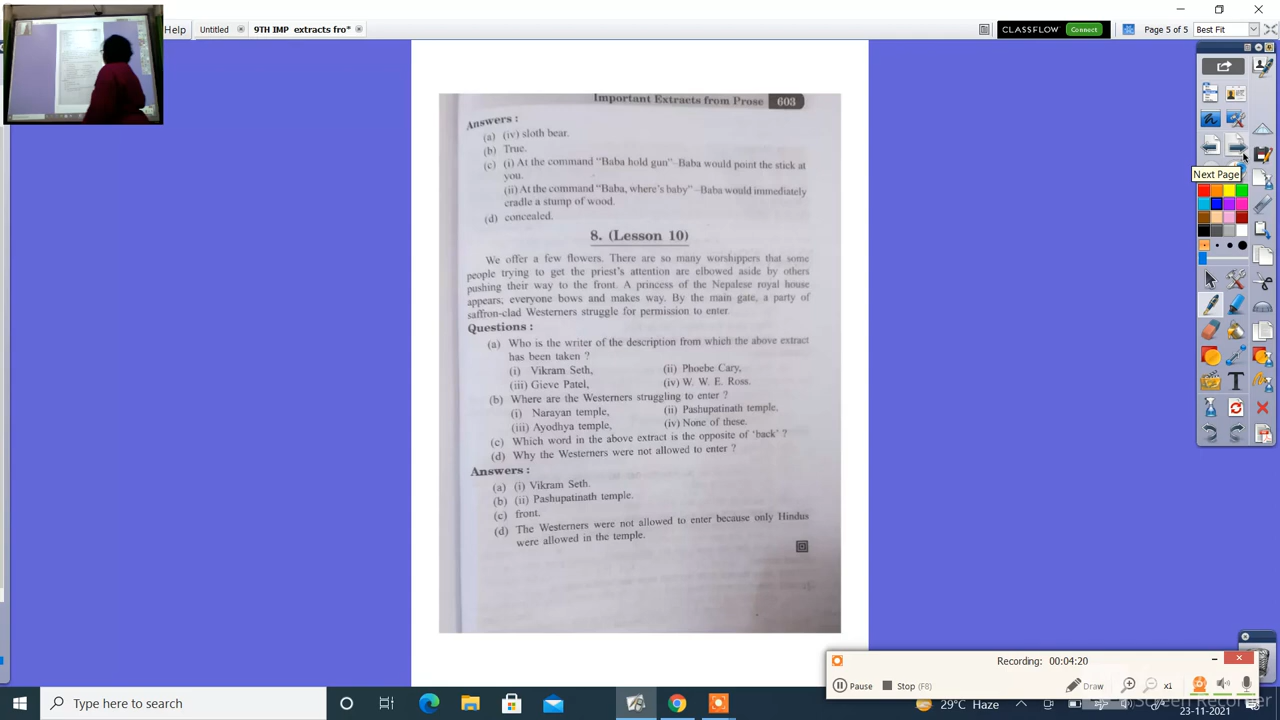 Help
Untitled
9TH IMP extracts fro*
CLASSFLOW
Connect
Page 5 of 5
Best Fit
Important Extracts from Prose 603
Next Page
Answers :
(a) (iv) sloth bear.
(b) True.
(c) (i) At the command "Baba hold gun"–Baba would point the stick at
you.
(ii) At the command "Baba, where's baby" –Baba would immediately
cradle a stump of wood.
(d) concealed.
8. (Lesson 10)
We offer a few flowers. There are so many worshippers that some
people trying to get the priest's attention are elbowed aside by others
pushing their way to the front. A princess of the Nepalese royal house
appears, everyone bows and makes way. By the main gate, a party of
saffron-clad Westerners struggle for permission to enter.
Questions :
(a) Who is the writer of the description from which the above extract
has been taken ?
(i) Vikram Seth, (ii) Phoebe Cary,
(iii) Gieve Patel, (iv) W. W. E. Ross.
(b) Where are the Westerners struggling to enter ?
(i) Narayan temple, (ii) Pashupatinath temple.
(iii) Ayodhya temple, (iv) None of these.
(c) Which word in the above extract is the opposite of 'back' ?
(d) Why the Westerners were not allowed to enter ?
Answers :
(a) (i) Vikram Seth.
(b) (ii) Pashupatinath temple.
(c) front.
(d) The Westerners were not allowed to enter because only Hindus
were allowed in the temple.
Recording: 00:04:20
Pause
Stop (F8)
x1
Draw
Type here to search
29°C Haze
23-11-2021